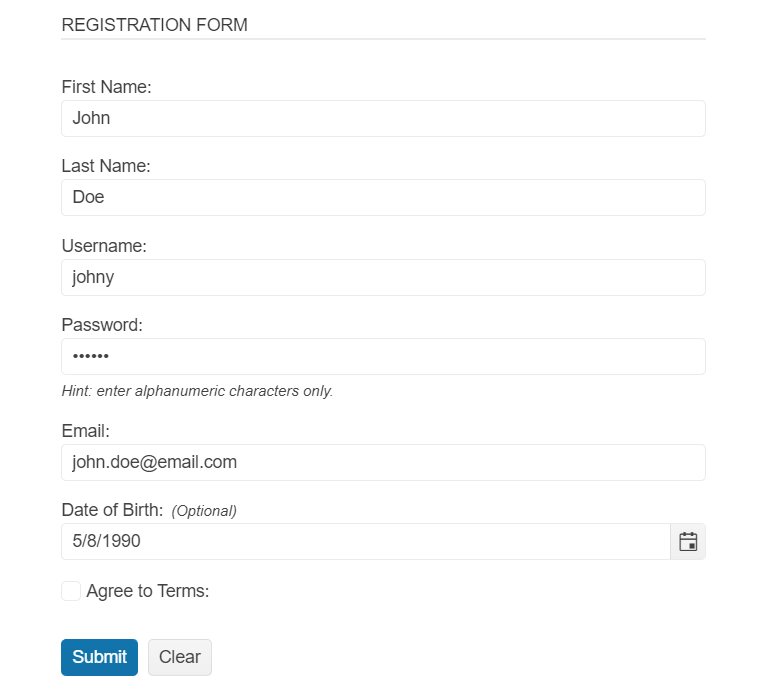 REGISTRATION FORM
First Name:
John
Last Name:
Doe
Username:
johny
Password:
••••••
Hint: enter alphanumeric characters only.
Email:
john.doe@email.com
Date of Birth: (Optional)
5/8/1990
Agree to Terms:
Submit Clear